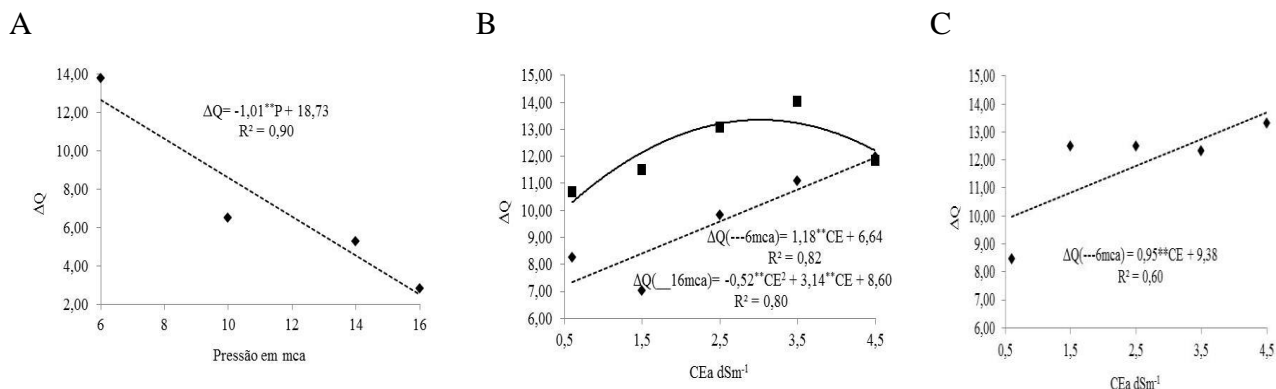 A
14,00
12,00
10,00
8,00
6,00
4,00
2,00
ΔQ
ΔQ= -1,01**P + 18,73
R² = 0,90
6 8 10 12 14 16
Pressão em mca
B
15,00
14,00
13,00
12,00
11,00
10,00
9,00
8,00
7,00
6,00
ΔQ
ΔQ(---6mca)= 1,18**CE + 6,64
R² = 0,82
ΔQ(__16mca)= -0,52**CE² + 3,14**CE + 8,60
R² = 0,80
0,5 1,5 2,5 3,5 4,5
CEa dSm⁻¹
C
15,00
14,00
13,00
12,00
11,00
10,00
9,00
8,00
7,00
6,00
ΔQ
ΔQ(---6mca)= 0,95**CE + 9,38
R² = 0,60
0,5 1,5 2,5 3,5 4,5
CEa dSm⁻¹